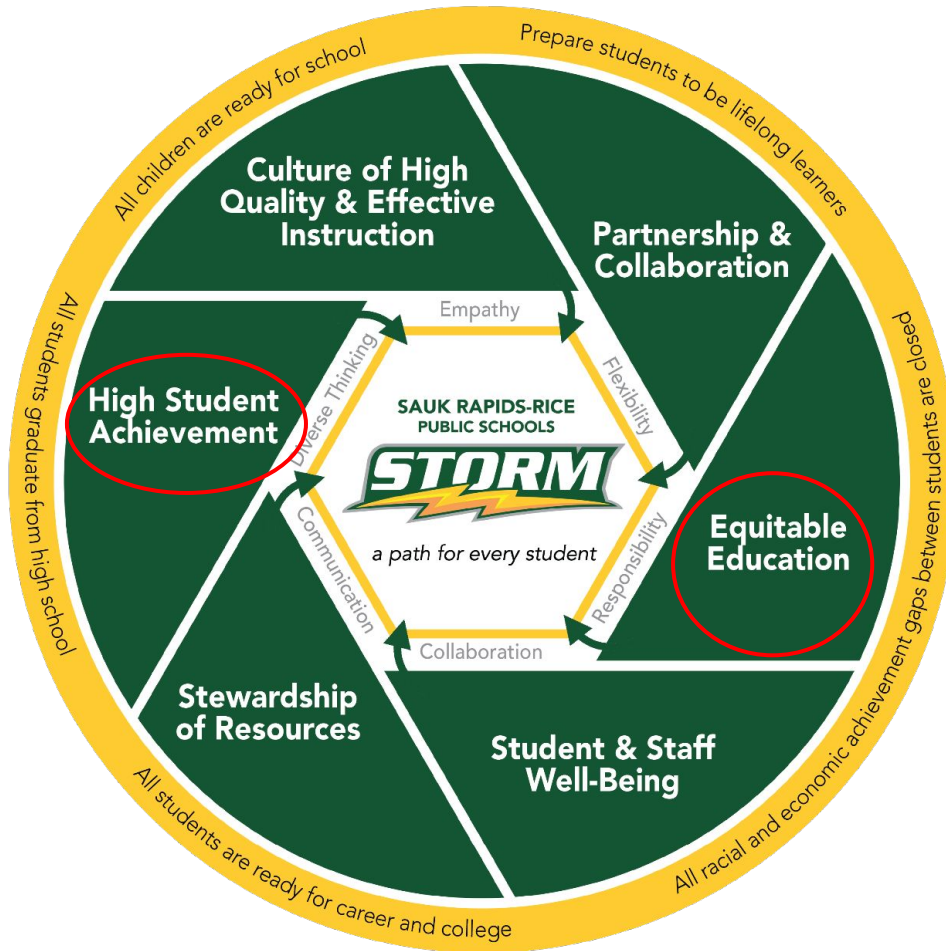 All children are ready for school
Prepare students to be lifelong learners
Culture of High
Quality & Effective
Instruction
Partnership &
Collaboration
Empathy
Diverse Thinking
Flexibility
High Student
Achievement
SAUK RAPIDS-RICE
PUBLIC SCHOOLS
STORM
a path for every student
Equitable
Education
Communication
Responsibility
Collaboration
Stewardship
of Resources
Student & Staff
Well-Being
All students graduate from high school
All racial and economic achievement gaps between students are closed
All students are ready for career and college